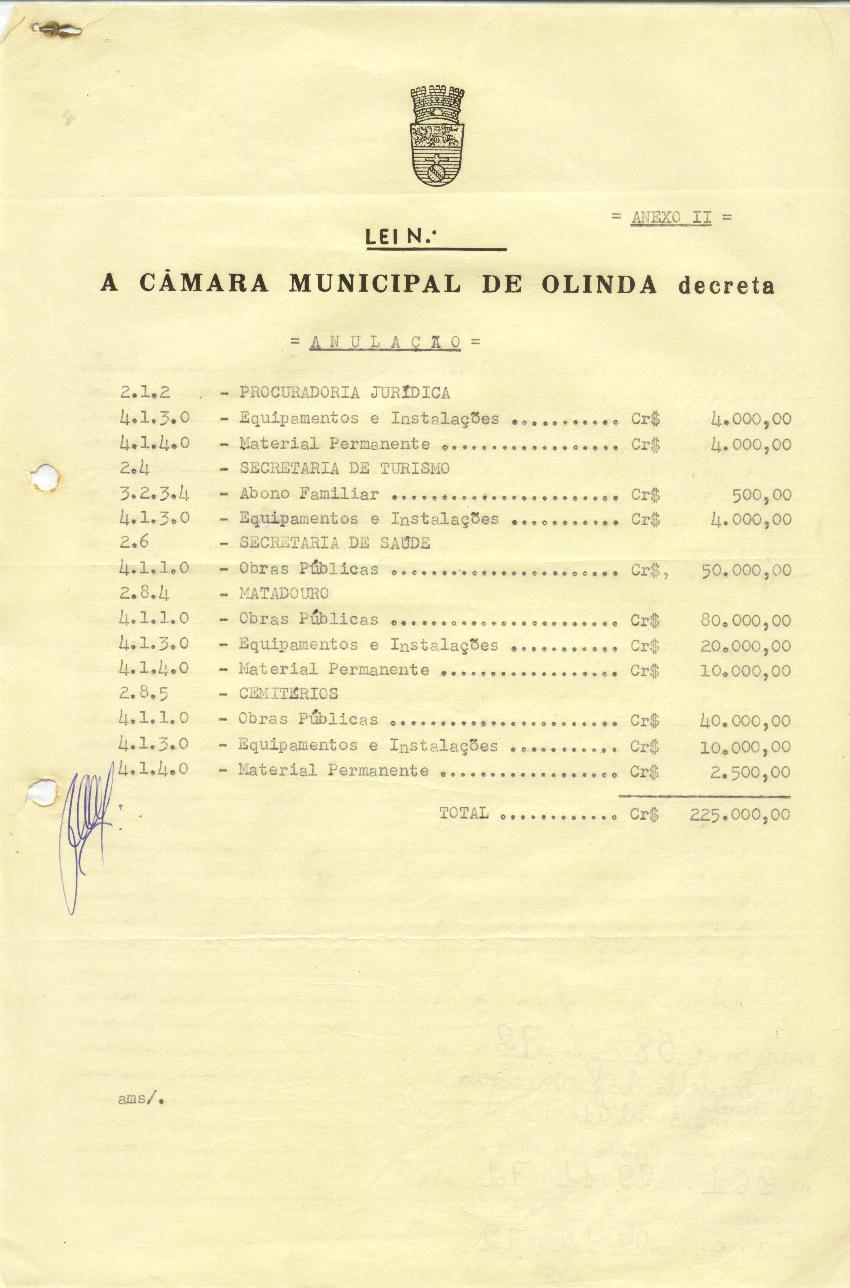 = ANEXO II =
LEI N.º
A CÂMARA MUNICIPAL DE OLINDA decreta
= A N U L A Ç Ã O =
2.1.2 . - PROCURADORIA JURÍDICA
4.1.3.0 - Equipamentos e Instalações ........... Cr$ 4.000,00
4.1.4.0 - Material Permanente .................. Cr$ 4.000,00
2.4 - SECRETARIA DE TURISMO
3.2.3.4 - Abono Familiar ....................... Cr$ 500,00
4.1.3.0 - Equipamentos e Instalações ........... Cr$ 4.000,00
2.6 - SECRETARIA DE SAÚDE
4.1.1.0 - Obras Públicas ....................... Cr$, 50.000,00
2.8.4 - MATADOURO
4.1.1.0 - Obras Públicas ....................... Cr$ 80.000,00
4.1.3.0 - Equipamentos e Instalações ........... Cr$ 20.000,00
4.1.4.0 - Material Permanente .................. Cr$ 10.000,00
2.8.5 - CEMITÉRIOS
4.1.1.0 - Obras Públicas ....................... Cr$ 40.000,00
4.1.3.0 - Equipamentos e Instalações ........... Cr$ 10.000,00
4.1.4.0 - Material Permanente .................. Cr$ 2.500,00
TOTAL ............ Cr$ 225.000,00
ams/.